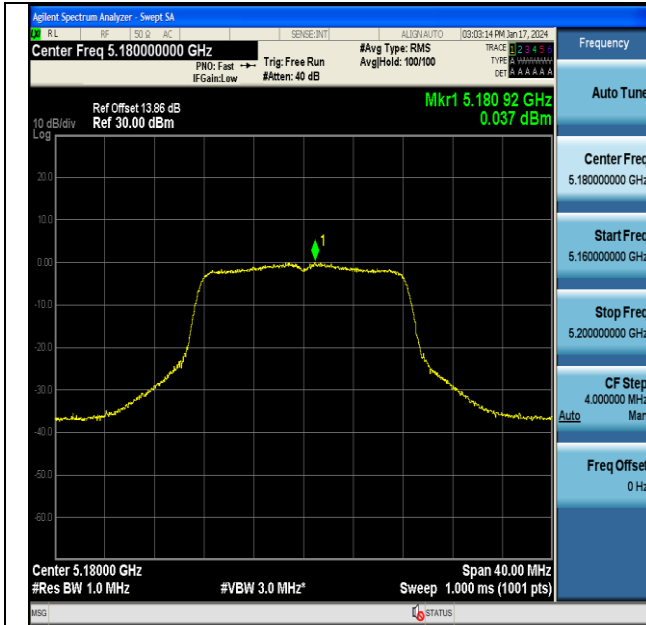 Agilent Spectrum Analyzer - Swept SA
RL RF 50 Ω AC SENSE:INT ALIGNAUTO 03:03:14 PM Jan 17, 2024
Center Freq 5.180000000 GHz #Avg Type: RMS TRACE 1 2 3 4 5 6
PNO: Fast Trig: Free Run Avg|Hold: 100/100 TYPE A WWWWW
IFGain:Low #Atten: 40 dB DET A A A A A A
Mkr1 5.180 92 GHz
Ref Offset 13.86 dB
10 dB/div Ref 30.00 dBm 0.037 dBm
Log
20.0
10.0
1
0.00
-10.0
-20.0
-30.0
-40.0
-50.0
-60.0
Center 5.18000 GHz Span 40.00 MHz
#Res BW 1.0 MHz #VBW 3.0 MHz* Sweep 1.000 ms (1001 pts)
MSG STATUS
Frequency
Auto Tune
Center Freq
5.180000000 GHz
Start Freq
5.160000000 GHz
Stop Freq
5.200000000 GHz
CF Step
4.000000 MHz
Auto Man
Freq Offset
0 Hz